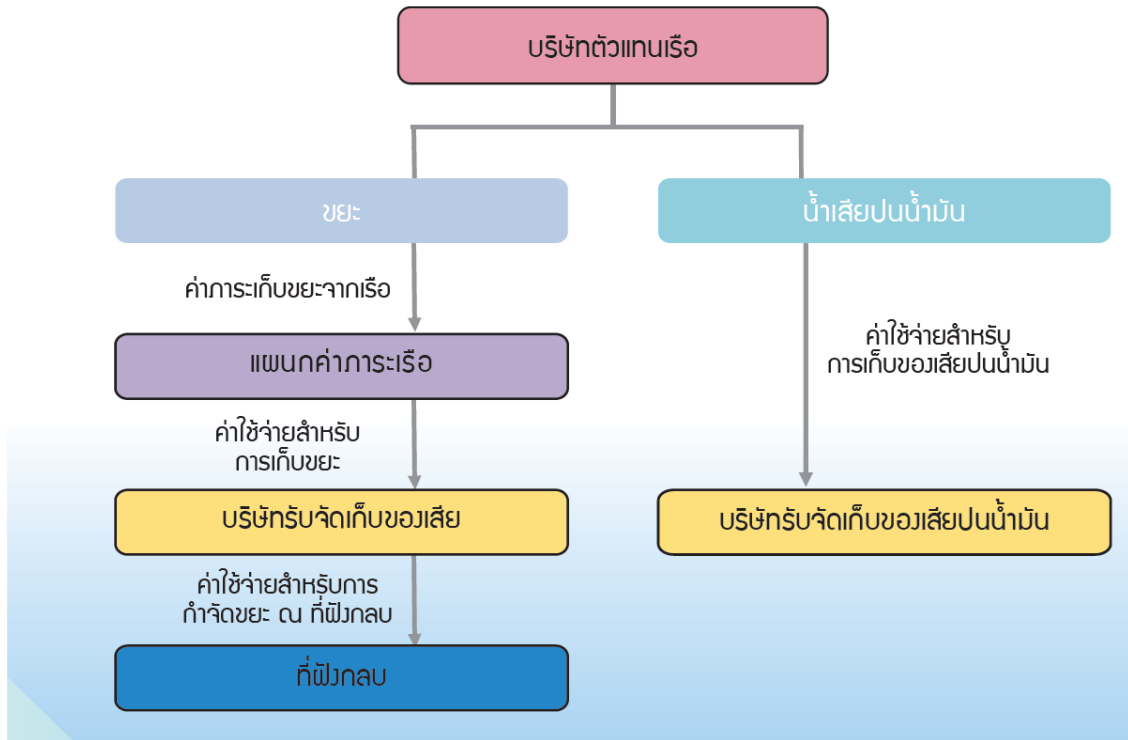 บริษัทตัวแทนเรือ
ขยะ
น้ำเสียปนน้ำมัน
ค่าภาระเก็บขยะจากเรือ
แผนกค่าภาระเรือ
ค่าใช้จ่ายสำหรับ
การเก็บของเสียปนน้ำมัน
ค่าใช้จ่ายสำหรับ
การเก็บขยะ
บริษัทรับจัดเก็บของเสีย
บริษัทรับจัดเก็บของเสียปนน้ำมัน
ค่าใช้จ่ายสำหรับการ
กำจัดขยะ ณ ที่ฝังกลบ
ที่ฝังกลบ